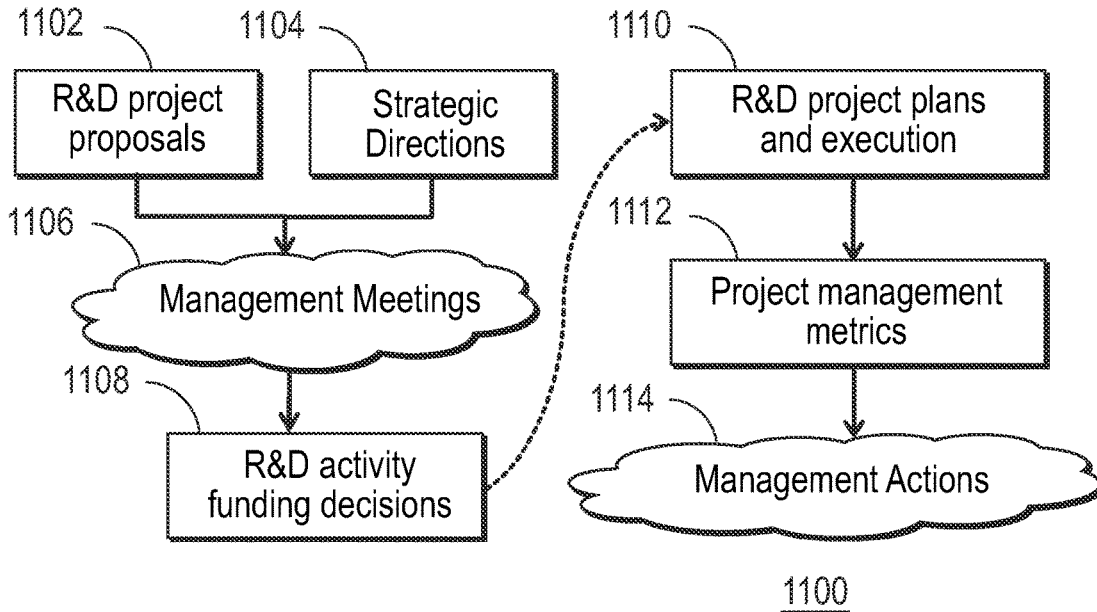 1102
R&D project
proposals
1104
Strategic
Directions
1106
Management Meetings
1108
R&D activity
funding decisions
1110
R&D project plans
and execution
1112
Project management
metrics
1114
Management Actions
1100